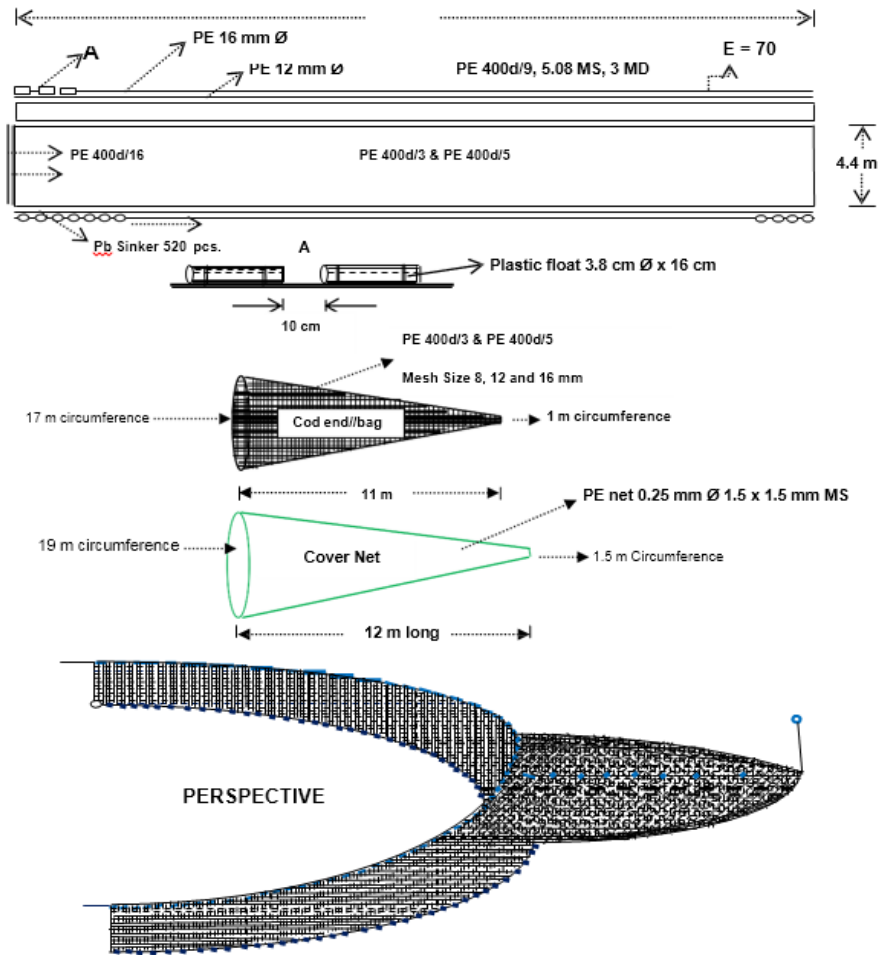 PE 16 mm Ø
A
E = 70
PE 12 mm Ø
PE 400d/9, 5.08 MS, 3 MD
PE 400d/16
PE 400d/3 & PE 400d/5
4.4 m
Pb Sinker 520 pcs.
A
Plastic float 3.8 cm Ø x 16 cm
10 cm
PE 400d/3 & PE 400d/5
Mesh Size 8, 12 and 16 mm
17 m circumference
Cod end//bag
1 m circumference
11 m
PE net 0.25 mm Ø 1.5 x 1.5 mm MS
19 m circumference
Cover Net
1.5 m Circumference
12 m long
PERSPECTIVE